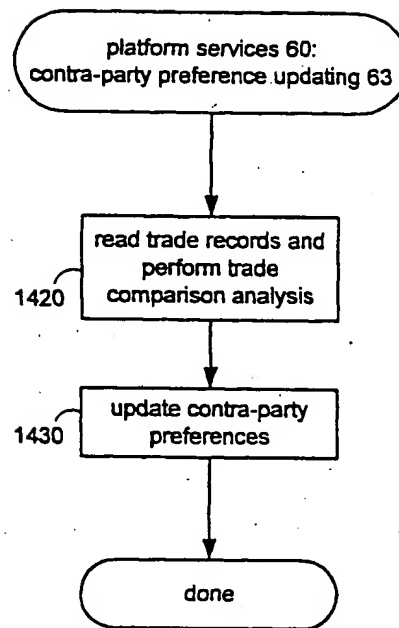 platform services 60:
contra-party preference updating 63
read trade records and
perform trade
comparison analysis
1420
update contra-party
preferences
1430
done